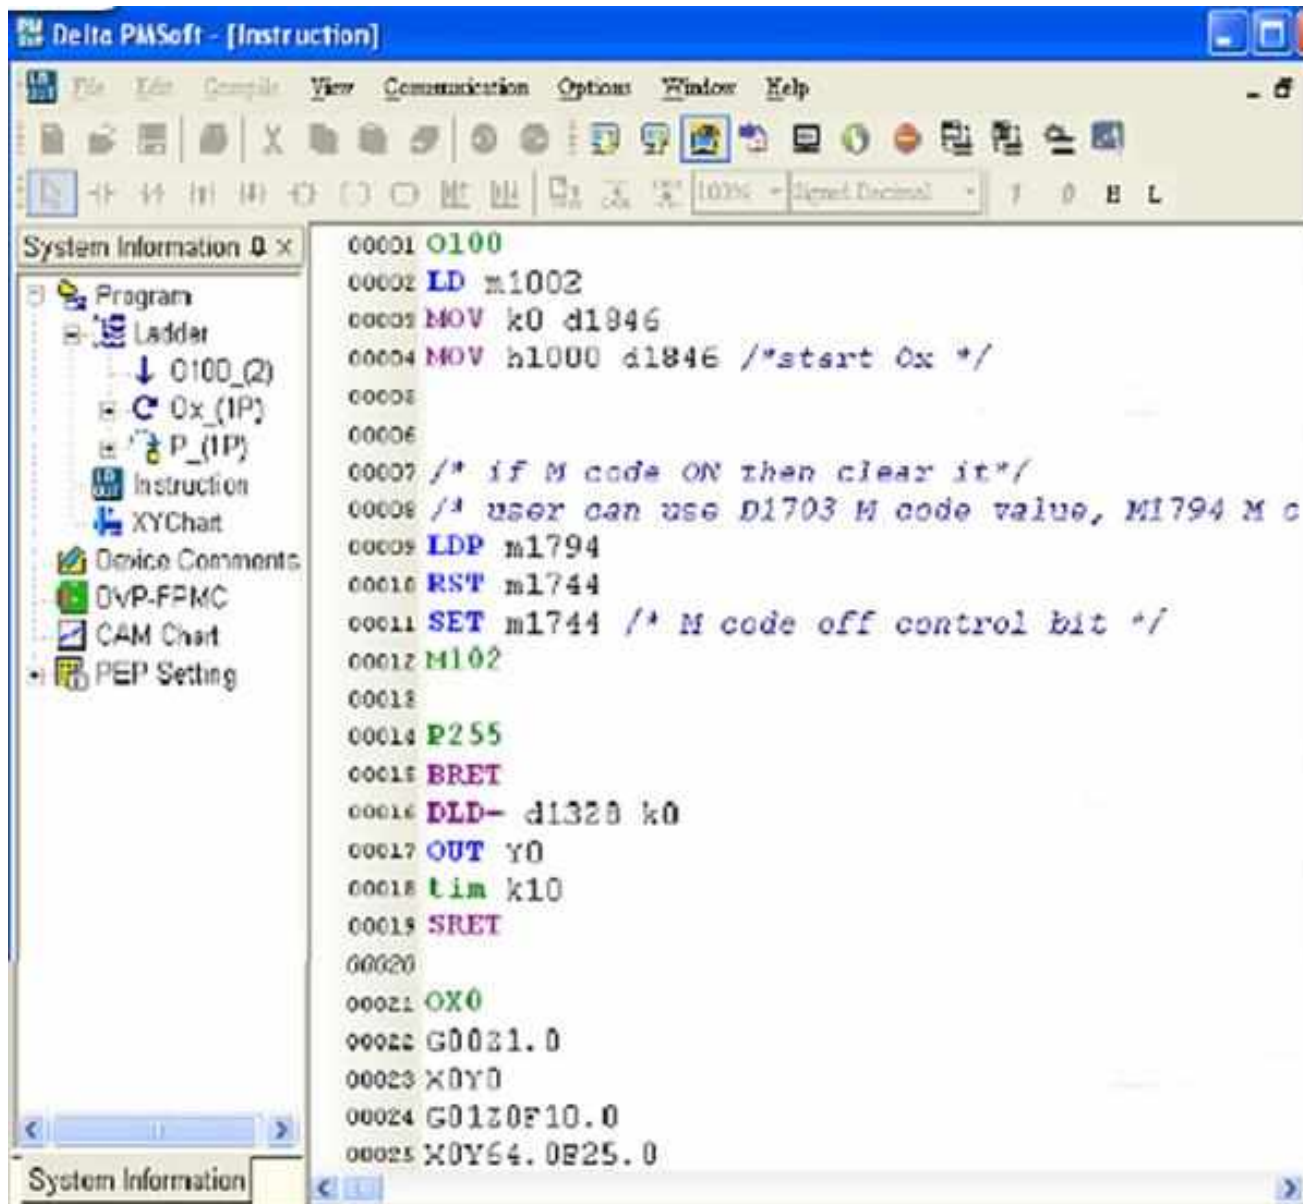 Delta PMSoft - [Instruction]
File Edit Compile View Communication Options Window Help
100% Signed Decimal 1 0 H L
System Information
Program
Ladder
O100_(2)
Ox_(1P)
P_(1P)
Instruction
XYChart
Device Comments
DVP-FPMC
CAM Chart
PEP Setting
System Information
00001 O100
00002 LD m1002
00003 MOV k0 d1846
00004 MOV h1000 d1846 /*start Ox */
00005
00006
00007 /* if M code ON then clear it*/
00008 /* user can use D1703 M code value, M1794 M c
00009 LDP m1794
00010 RST m1744
00011 SET m1744 /* M code off control bit */
00012 M102
00013
00014 P255
00015 BRET
00016 DLD= d1328 k0
00017 OUT Y0
00018 tim k10
00019 SRET
00020
00021 OX0
00022 G00Z1.0
00023 X0Y0
00024 G01Z0F10.0
00025 X0Y64.0F25.0